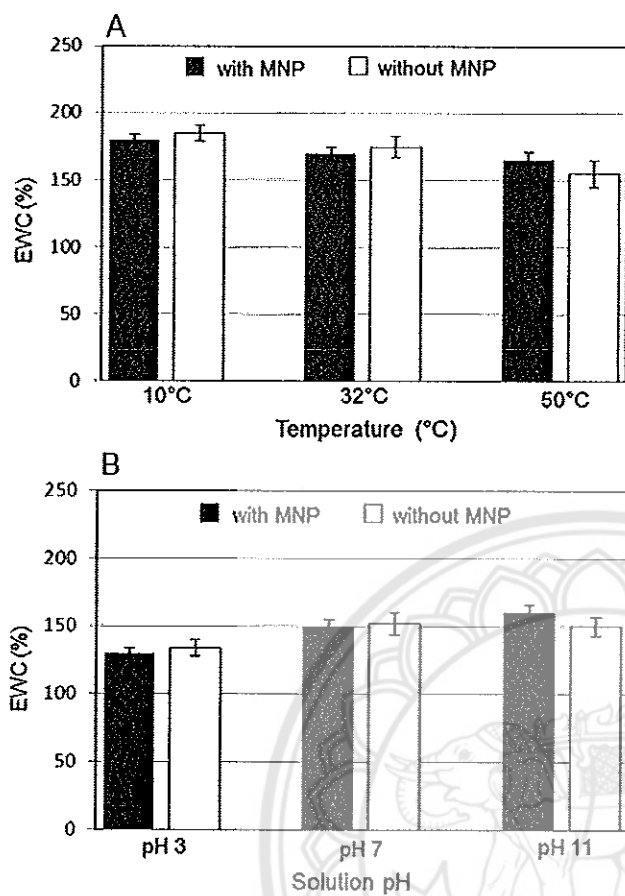 A
250
with MNP without MNP
200
150
100
50
0
EWC (%)
10°C 32°C 50°C
Temperature (°C)
B
250
with MNP without MNP
200
150
100
50
0
EWC (%)
pH 3 pH 7 pH 11
Solution pH